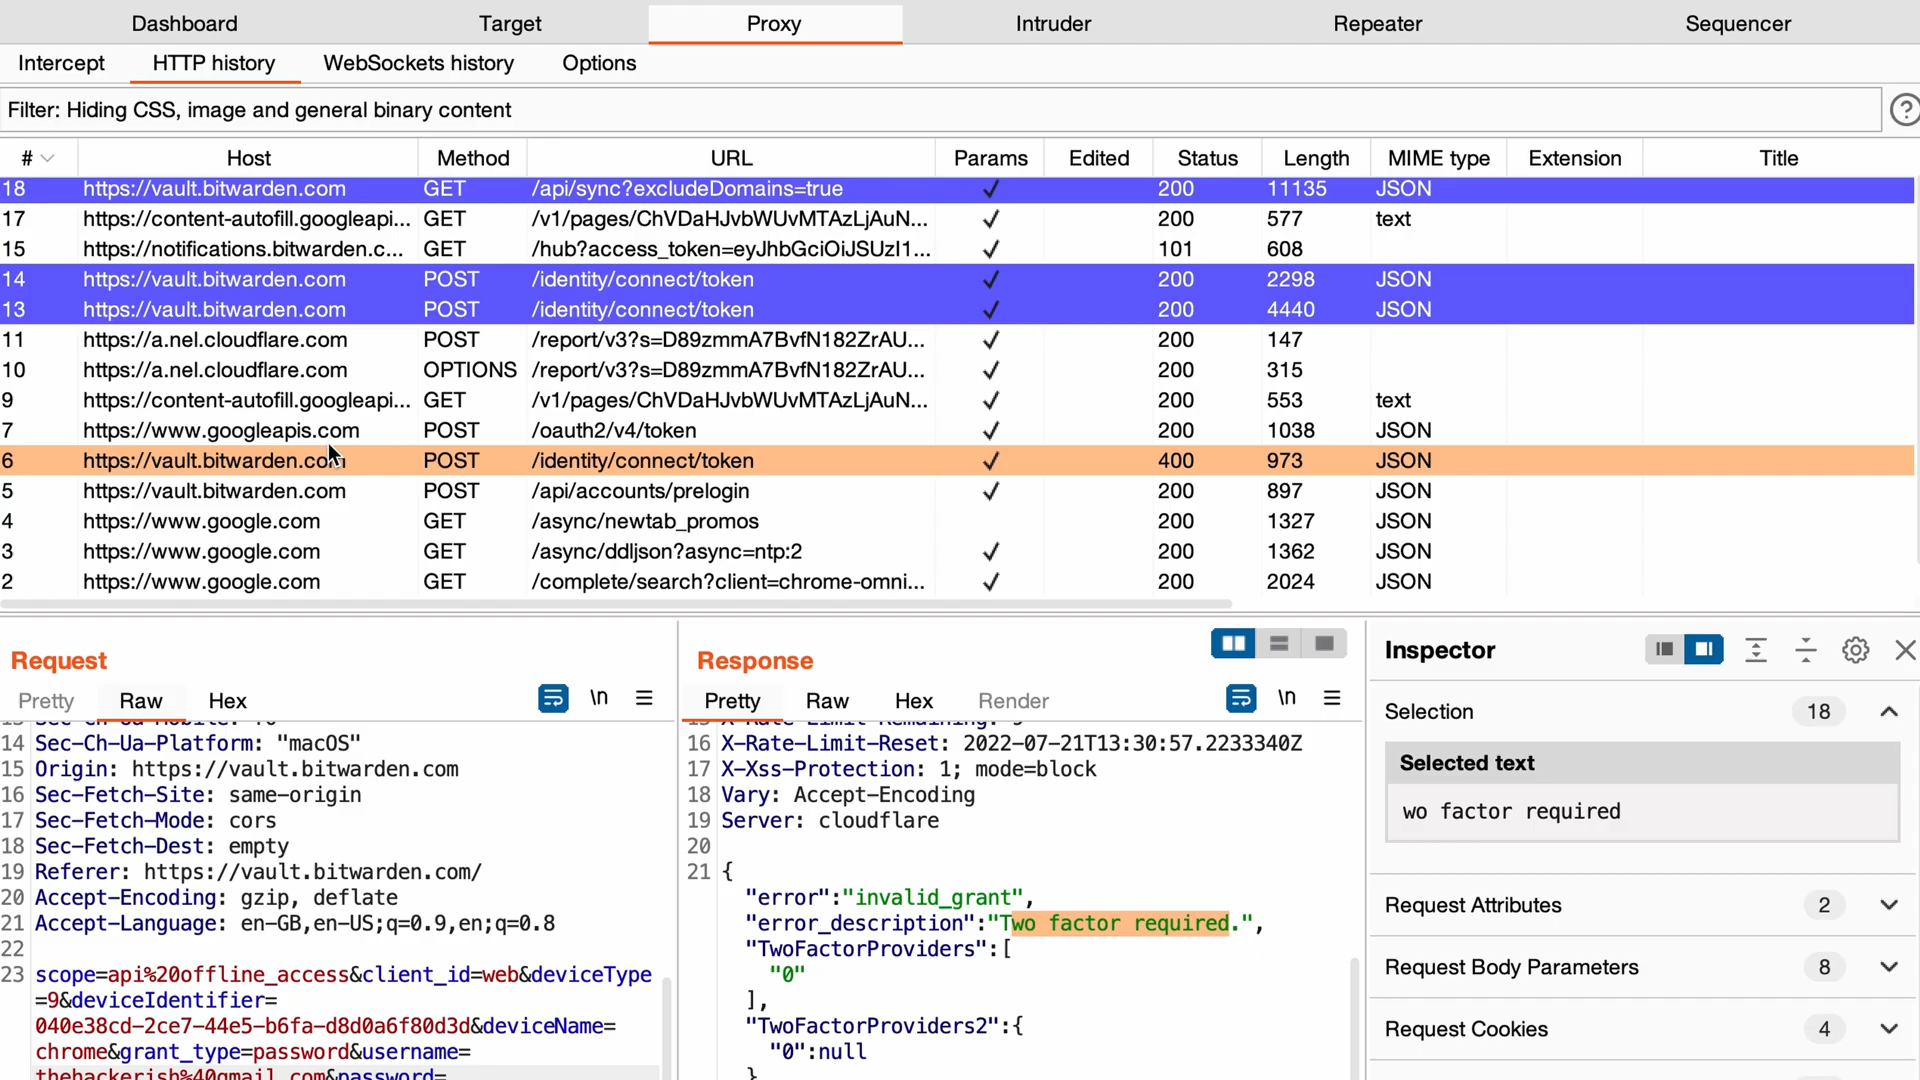 Dashboard Target Proxy Intruder Repeater Sequencer
Intercept HTTP history WebSockets history Options
Filter: Hiding CSS, image and general binary content ?
# Host Method URL Params Edited Status Length MIME type Extension Title
18 https://vault.bitwarden.com GET /api/sync?excludeDomains=true ✓ 200 11135 JSON
17 https://content-autofill.googleapi... GET /v1/pages/ChVDaHJvbWUvMTAzLjAuN... ✓ 200 577 text
15 https://notifications.bitwarden.c... GET /hub?access_token=eyJhbGciOiJSUzI1... ✓ 101 608
14 https://vault.bitwarden.com POST /identity/connect/token ✓ 200 2298 JSON
13 https://vault.bitwarden.com POST /identity/connect/token ✓ 200 4440 JSON
11 https://a.nel.cloudflare.com POST /report/v3?s=D89zmmA7BvfN182ZrAU... ✓ 200 147
10 https://a.nel.cloudflare.com OPTIONS /report/v3?s=D89zmmA7BvfN182ZrAU... ✓ 200 315
9 https://content-autofill.googleapi... GET /v1/pages/ChVDaHJvbWUvMTAzLjAuN... ✓ 200 553 text
7 https://www.googleapis.com POST /oauth2/v4/token ✓ 200 1038 JSON
6 https://vault.bitwarden.com POST /identity/connect/token ✓ 400 973 JSON
5 https://vault.bitwarden.com POST /api/accounts/prelogin ✓ 200 897 JSON
4 https://www.google.com GET /async/newtab_promos 200 1327 JSON
3 https://www.google.com GET /async/ddljson?async=ntp:2 ✓ 200 1362 JSON
2 https://www.google.com GET /complete/search?client=chrome-omni... ✓ 200 2024 JSON
Request
Pretty Raw Hex \n
14 Sec-Ch-Ua-Platform: "macOS"
15 Origin: https://vault.bitwarden.com
16 Sec-Fetch-Site: same-origin
17 Sec-Fetch-Mode: cors
18 Sec-Fetch-Dest: empty
19 Referer: https://vault.bitwarden.com/
20 Accept-Encoding: gzip, deflate
21 Accept-Language: en-GB,en-US;q=0.9,en;q=0.8
22
23 scope=api%20offline_access&client_id=web&deviceType
=9&deviceIdentifier=
040e38cd-2ce7-44e5-b6fa-d8d0a6f80d3d&deviceName=
chrome&grant_type=password&username=
thehackerish%40gmail.com&password=
Response
Pretty Raw Hex Render \n
15 X-Rate-Limit-Remaining: 9
16 X-Rate-Limit-Reset: 2022-07-21T13:30:57.2233340Z
17 X-Xss-Protection: 1; mode=block
18 Vary: Accept-Encoding
19 Server: cloudflare
20
21 {
"error":"invalid_grant",
"error_description":"Two factor required.",
"TwoFactorProviders":[
"0"
],
"TwoFactorProviders2":{
"0":null
}
Inspector
Selection 18
Selected text
wo factor required
Request Attributes 2
Request Body Parameters 8
Request Cookies 4